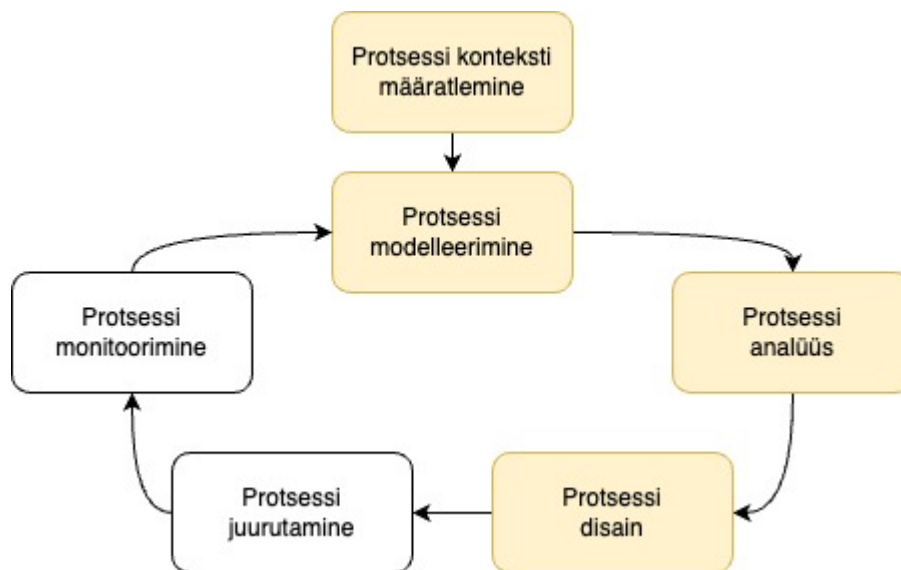 Protsessi konteksti
määratlemine
Protsessi
modelleerimine
Protsessi
analüüs
Protsessi
disain
Protsessi
juurutamine
Protsessi
monitoorimine